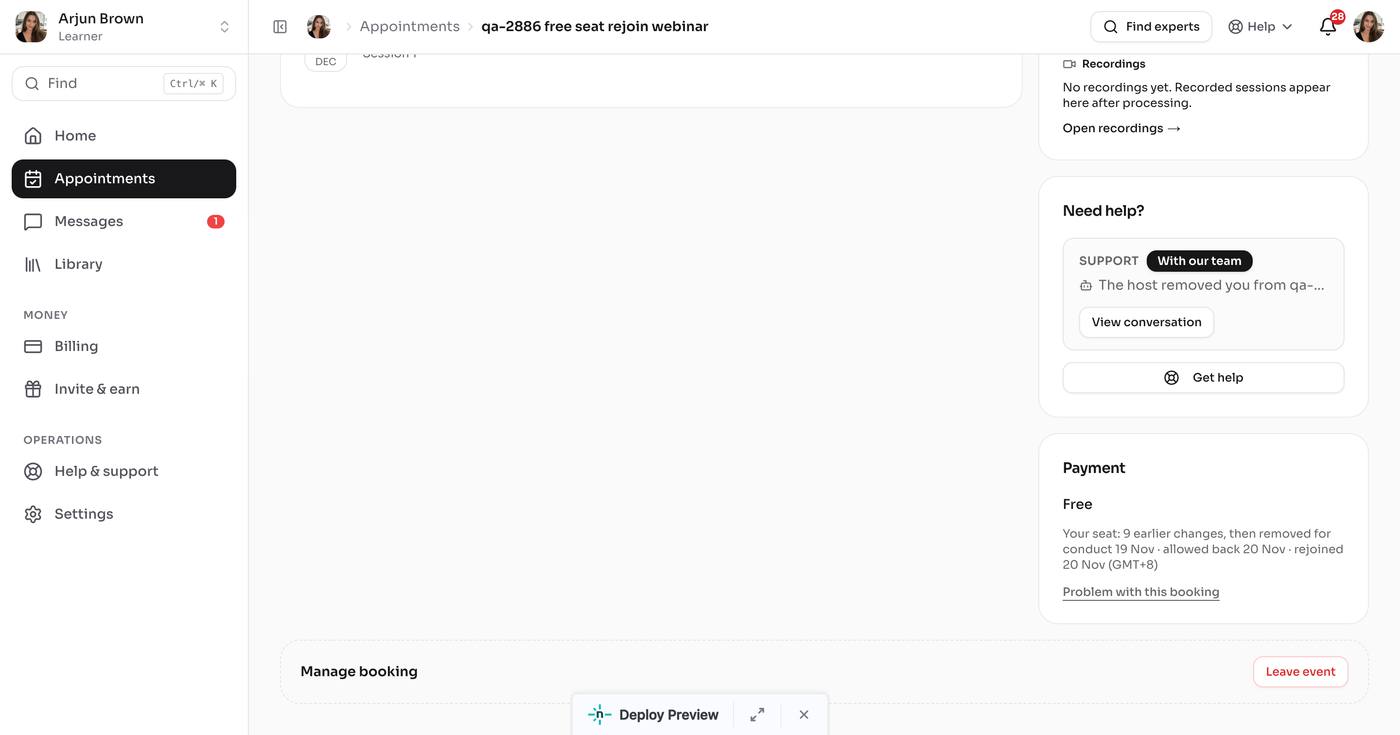 Arjun Brown
Learner
Find
Ctrl/⌘ K
Home
Appointments
Messages
1
Library
MONEY
Billing
Invite & earn
OPERATIONS
Help & support
Settings
Appointments
qa-2886 free seat rejoin webinar
Find experts
Help
28
DEC
Recordings
No recordings yet. Recorded sessions appear
here after processing.
Open recordings →
Need help?
SUPPORT
With our team
The host removed you from qa-...
View conversation
Get help
Payment
Free
Your seat: 9 earlier changes, then removed for
conduct 19 Nov · allowed back 20 Nov · rejoined
20 Nov (GMT+8)
Problem with this booking
Manage booking
Leave event
Deploy Preview